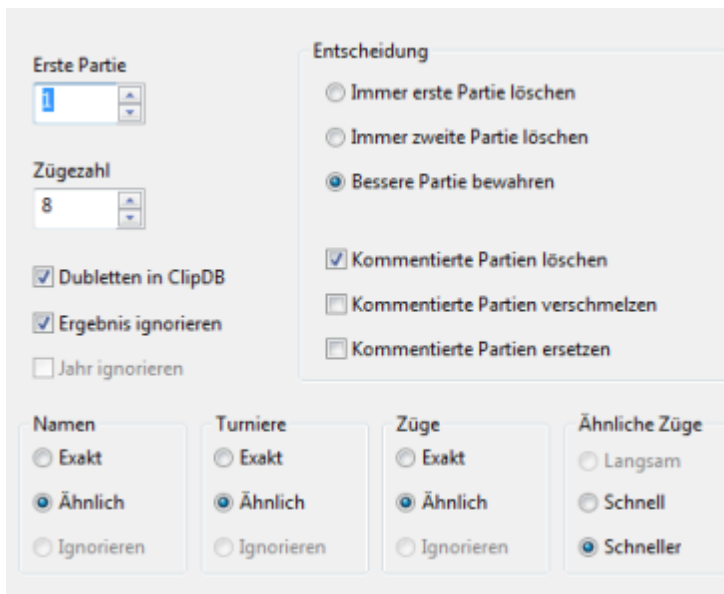 Erste Partie
1
Zügezahl
8
Dubletten in ClipDB
Ergebnis ignorieren
Jahr ignorieren
Entscheidung
Immer erste Partie löschen
Immer zweite Partie löschen
Bessere Partie bewahren
Kommentierte Partien löschen
Kommentierte Partien verschmelzen
Kommentierte Partien ersetzen
Namen
Exakt
Ähnlich
Ignorieren
Turniere
Exakt
Ähnlich
Ignorieren
Züge
Exakt
Ähnlich
Ignorieren
Ähnliche Züge
Langsam
Schnell
Schneller